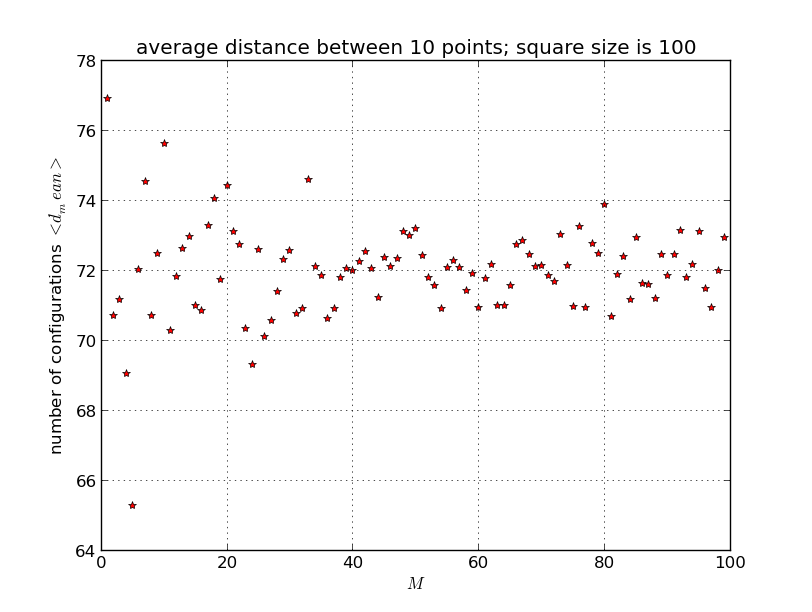 average distance between 10 points; square size is 100
number of configurations <d_m ean>
78
76
74
72
70
68
66
64
0 20 40 60 80 100
M